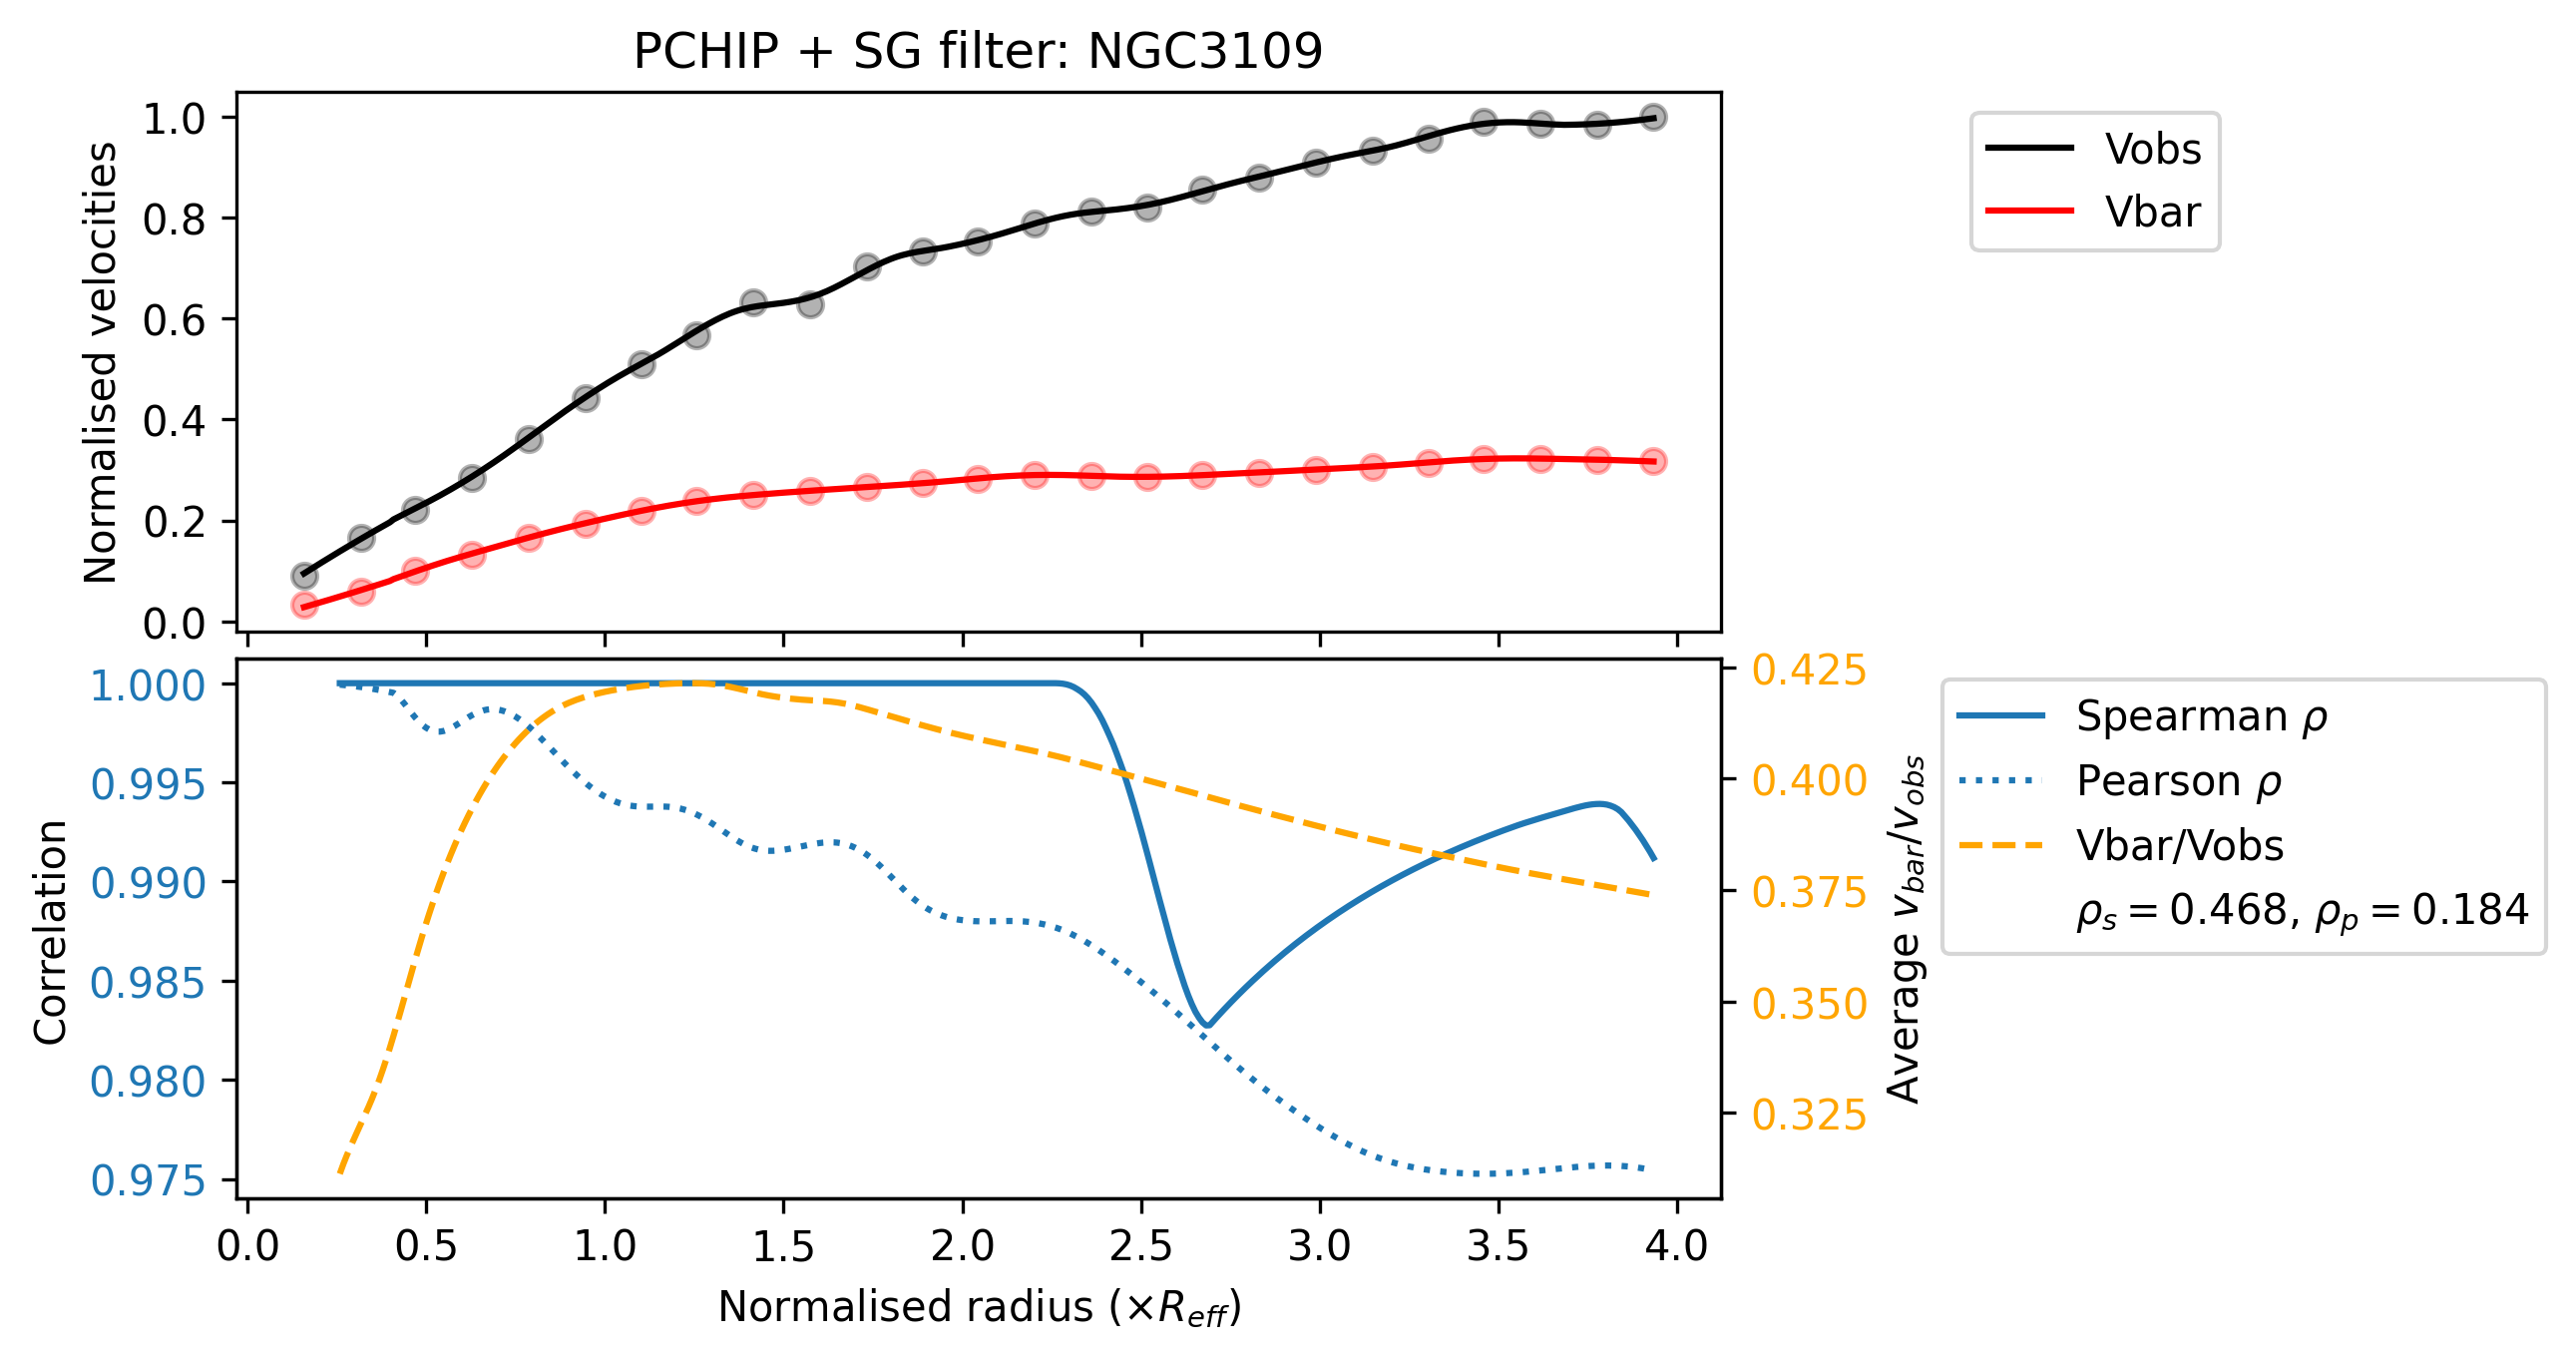 PCHIP + SG filter: NGC3109
Normalised velocities
1.0
0.8
0.6
0.4
0.2
0.0
Vobs
Vbar
Correlation
1.000
0.995
0.990
0.985
0.980
0.975
0.425
0.400
0.375
0.350
0.325
Average v_bar/v_obs
Spearman ρ
Pearson ρ
Vbar/Vobs
ρ_s = 0.468, ρ_p = 0.184
0.0 0.5 1.0 1.5 2.0 2.5 3.0 3.5 4.0
Normalised radius (×R_eff)